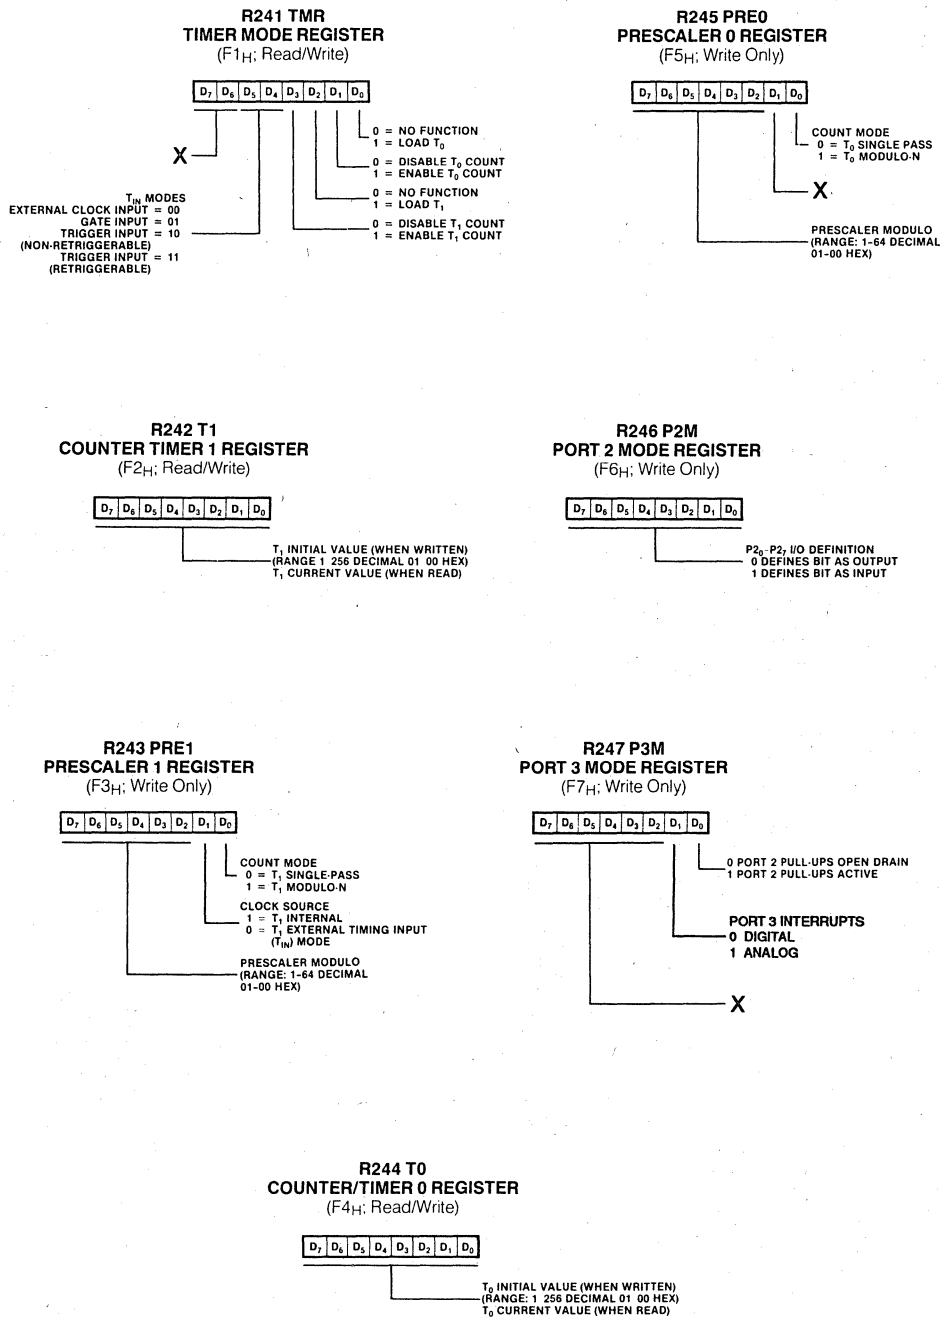 R241 TMR
TIMER MODE REGISTER
(F1H; Read/Write)
D7 D6 D5 D4 D3 D2 D1 D0
0 = NO FUNCTION
1 = LOAD T0
0 = DISABLE T0 COUNT
1 = ENABLE T0 COUNT
0 = NO FUNCTION
1 = LOAD T1
0 = DISABLE T1 COUNT
1 = ENABLE T1 COUNT
X
TIN MODES
EXTERNAL CLOCK INPUT = 00
GATE INPUT = 01
TRIGGER INPUT = 10
(NON-RETRIGGERABLE)
TRIGGER INPUT = 11
(RETRIGGERABLE)
R245 PRE0
PRESCALER 0 REGISTER
(F5H; Write Only)
D7 D6 D5 D4 D3 D2 D1 D0
COUNT MODE
0 = T0 SINGLE PASS
1 = T0 MODULO-N
X
PRESCALER MODULO
(RANGE: 1-64 DECIMAL
01-00 HEX)
R242 T1
COUNTER TIMER 1 REGISTER
(F2H; Read/Write)
D7 D6 D5 D4 D3 D2 D1 D0
T1 INITIAL VALUE (WHEN WRITTEN)
(RANGE 1 256 DECIMAL 01 00 HEX)
T1 CURRENT VALUE (WHEN READ)
R246 P2M
PORT 2 MODE REGISTER
(F6H; Write Only)
D7 D6 D5 D4 D3 D2 D1 D0
P20-P27 I/O DEFINITION
0 DEFINES BIT AS OUTPUT
1 DEFINES BIT AS INPUT
R243 PRE1
PRESCALER 1 REGISTER
(F3H; Write Only)
D7 D6 D5 D4 D3 D2 D1 D0
COUNT MODE
0 = T1 SINGLE-PASS
1 = T1 MODULO-N
CLOCK SOURCE
1 = T1 INTERNAL
0 = T1 EXTERNAL TIMING INPUT
(TIN) MODE
PRESCALER MODULO
(RANGE: 1-64 DECIMAL
01-00 HEX)
R247 P3M
PORT 3 MODE REGISTER
(F7H; Write Only)
D7 D6 D5 D4 D3 D2 D1 D0
0 PORT 2 PULL-UPS OPEN DRAIN
1 PORT 2 PULL-UPS ACTIVE
PORT 3 INTERRUPTS
0 DIGITAL
1 ANALOG
X
R244 T0
COUNTER/TIMER 0 REGISTER
(F4H; Read/Write)
D7 D6 D5 D4 D3 D2 D1 D0
T0 INITIAL VALUE (WHEN WRITTEN)
(RANGE: 1 256 DECIMAL 01 00 HEX)
T0 CURRENT VALUE (WHEN READ)